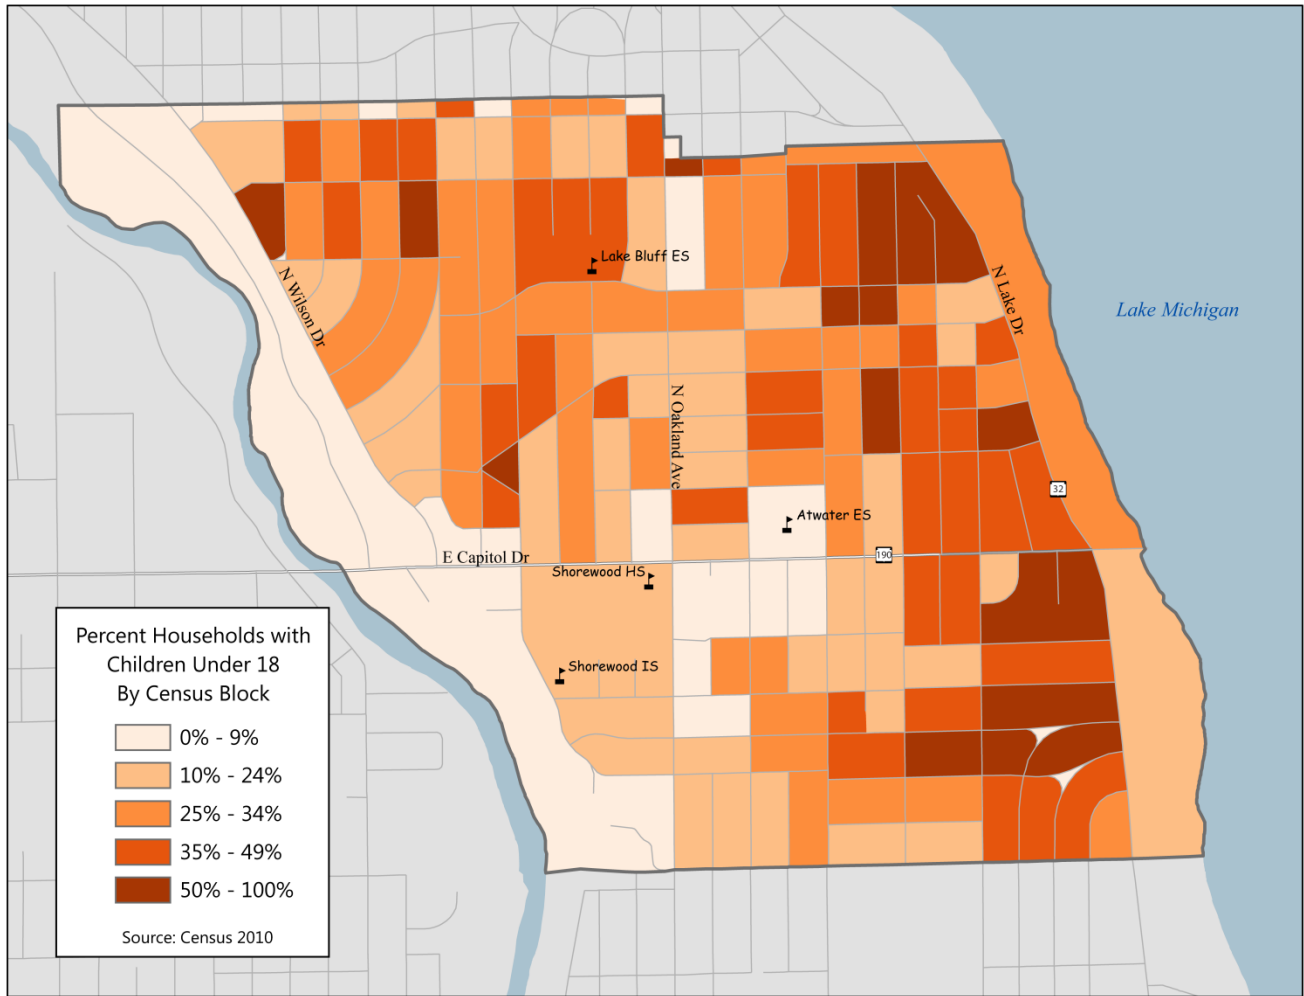 Lake Bluff ES
N Wilson Dr
N Lake Dr
Lake Michigan
N Oakland Ave
32
Atwater ES
E Capitol Dr
190
Shorewood HS
Shorewood IS
Percent Households with
Children Under 18
By Census Block
0% - 9%
10% - 24%
25% - 34%
35% - 49%
50% - 100%
Source: Census 2010